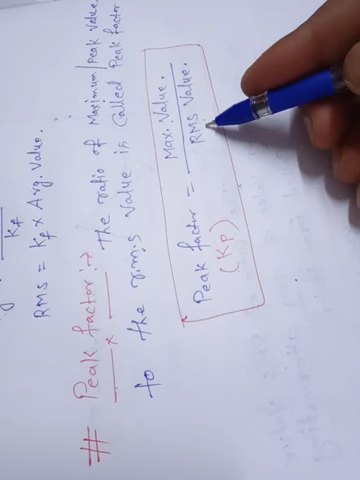 Kf
RMS = Kf × Avg. Value.
# Peak factor :→ the ratio of Maximum/peak value
to the r.m.s value is Called Peak factor
Peak factor = Max. Value. / RMS Value.
(Kp)